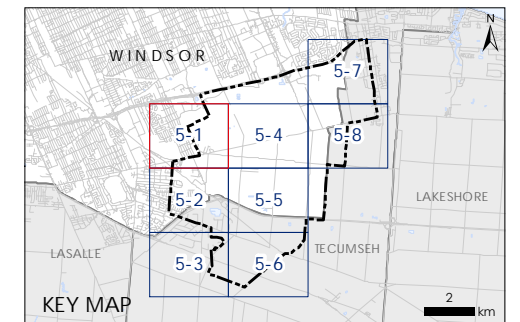 N
WINDSOR
5-7
5-1
5-4
5-8
5-2
5-5
LAKESHORE
LASALLE
5-3
5-6
TECUMSEH
KEY MAP
2
km